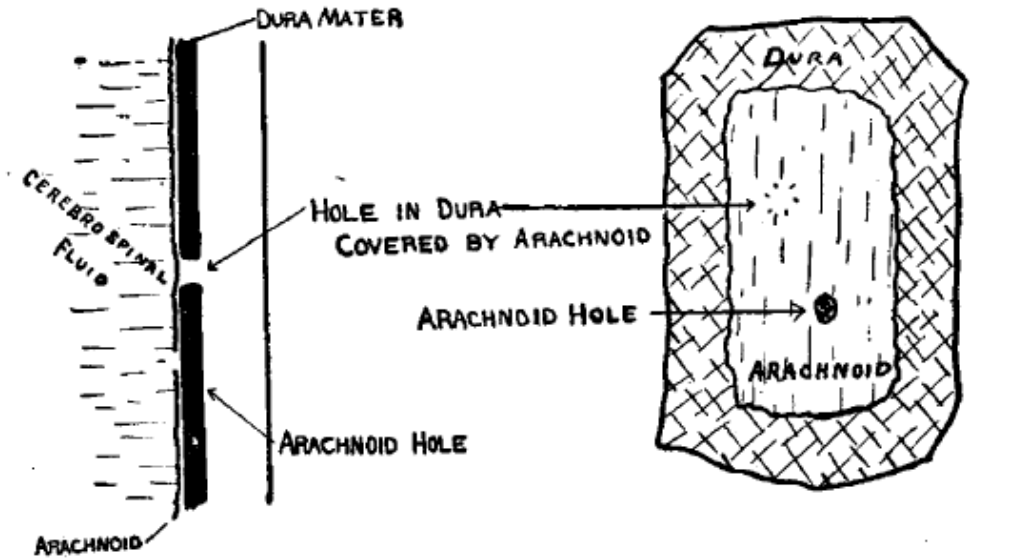 DURA MATER
DURA
CEREBROSPINAL
FLUID
HOLE IN DURA
COVERED BY ARACHNOID
ARACHNOID HOLE
ARACHNOID
ARACHNOID HOLE
ARACHNOID